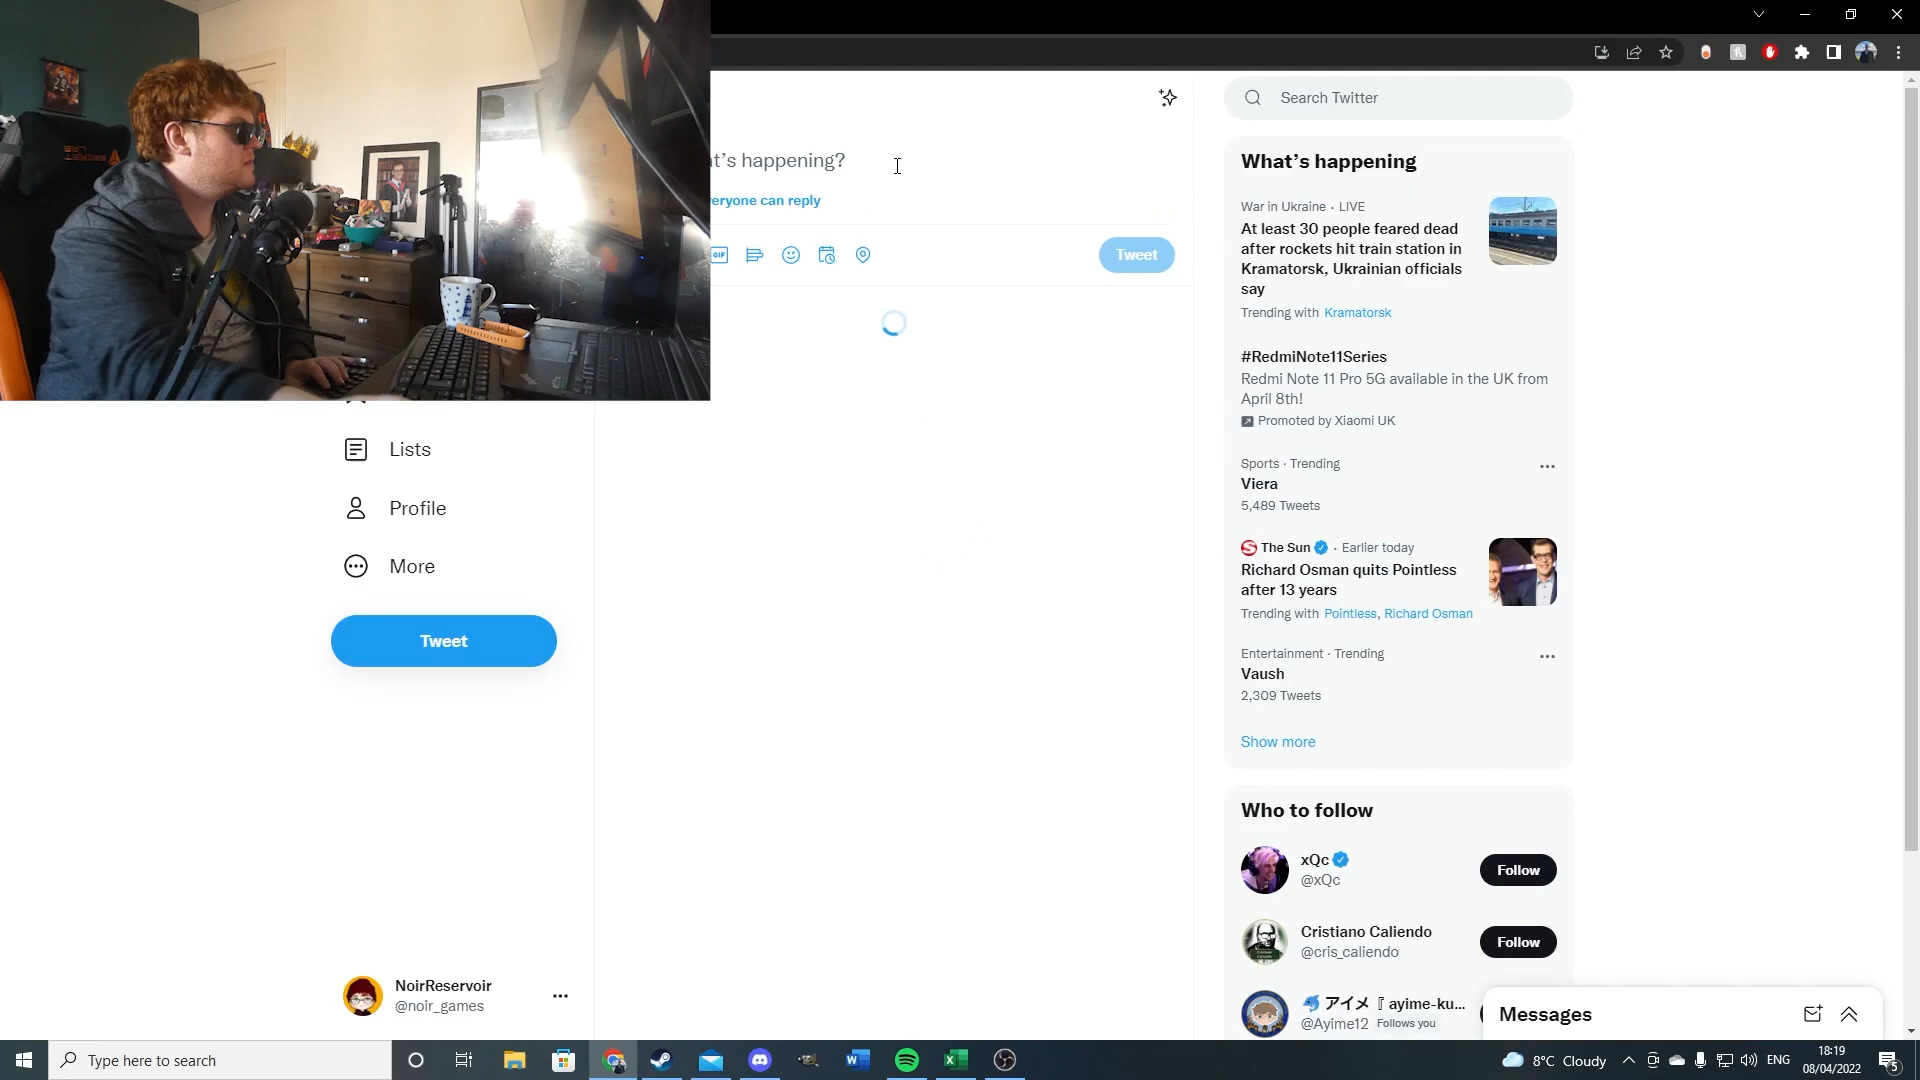 Search Twitter
at's happening?
eryone can reply
GIF
Tweet
What's happening
War in Ukraine · LIVE
At least 30 people feared dead
after rockets hit train station in
Kramatorsk, Ukrainian officials
say
Trending with Kramatorsk
#RedmiNote11Series
Redmi Note 11 Pro 5G available in the UK from
April 8th!
Promoted by Xiaomi UK
Sports · Trending
Viera
5,489 Tweets
The Sun · Earlier today
Richard Osman quits Pointless
after 13 years
Trending with Pointless, Richard Osman
Entertainment · Trending
Vaush
2,309 Tweets
Show more
Lists
Profile
More
Tweet
Who to follow
xQc
@xQc
Follow
Cristiano Caliendo
@cris_caliendo
Follow
アイメ『ayime-ku...
@Ayime12 Follows you
NoirReservoir
@noir_games
Messages
Type here to search
8°C Cloudy
ENG
18:19
08/04/2022
5